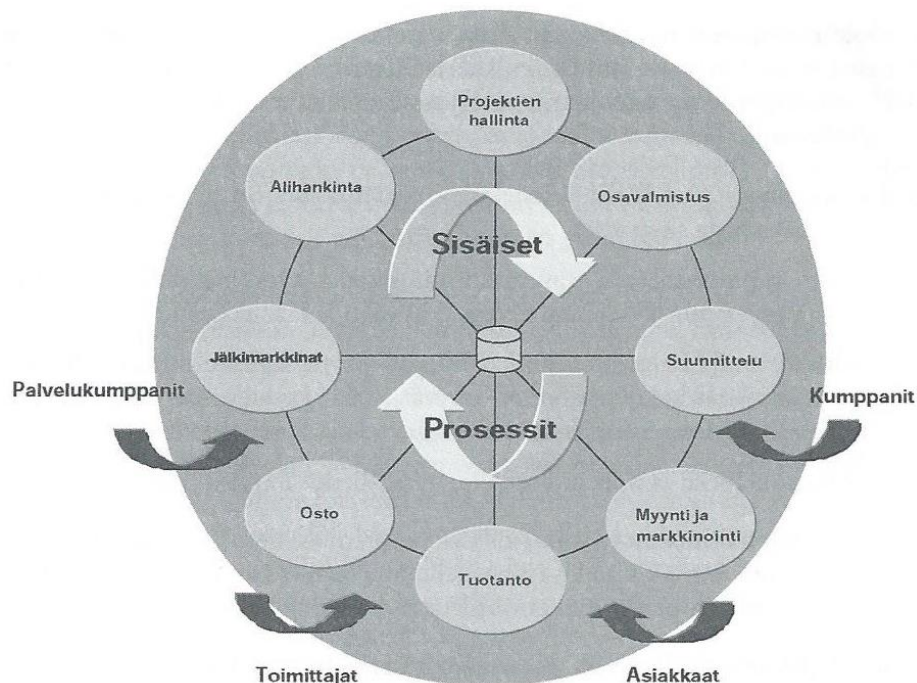 Projektien
hallinta
Alihankinta
Osavalmistus
Sisäiset
Jälkimarkkinat
Suunnittelu
Palvelukumppanit
Kumppanit
Prosessit
Osto
Myynti ja
markkinointi
Tuotanto
Toimittajat
Asiakkaat